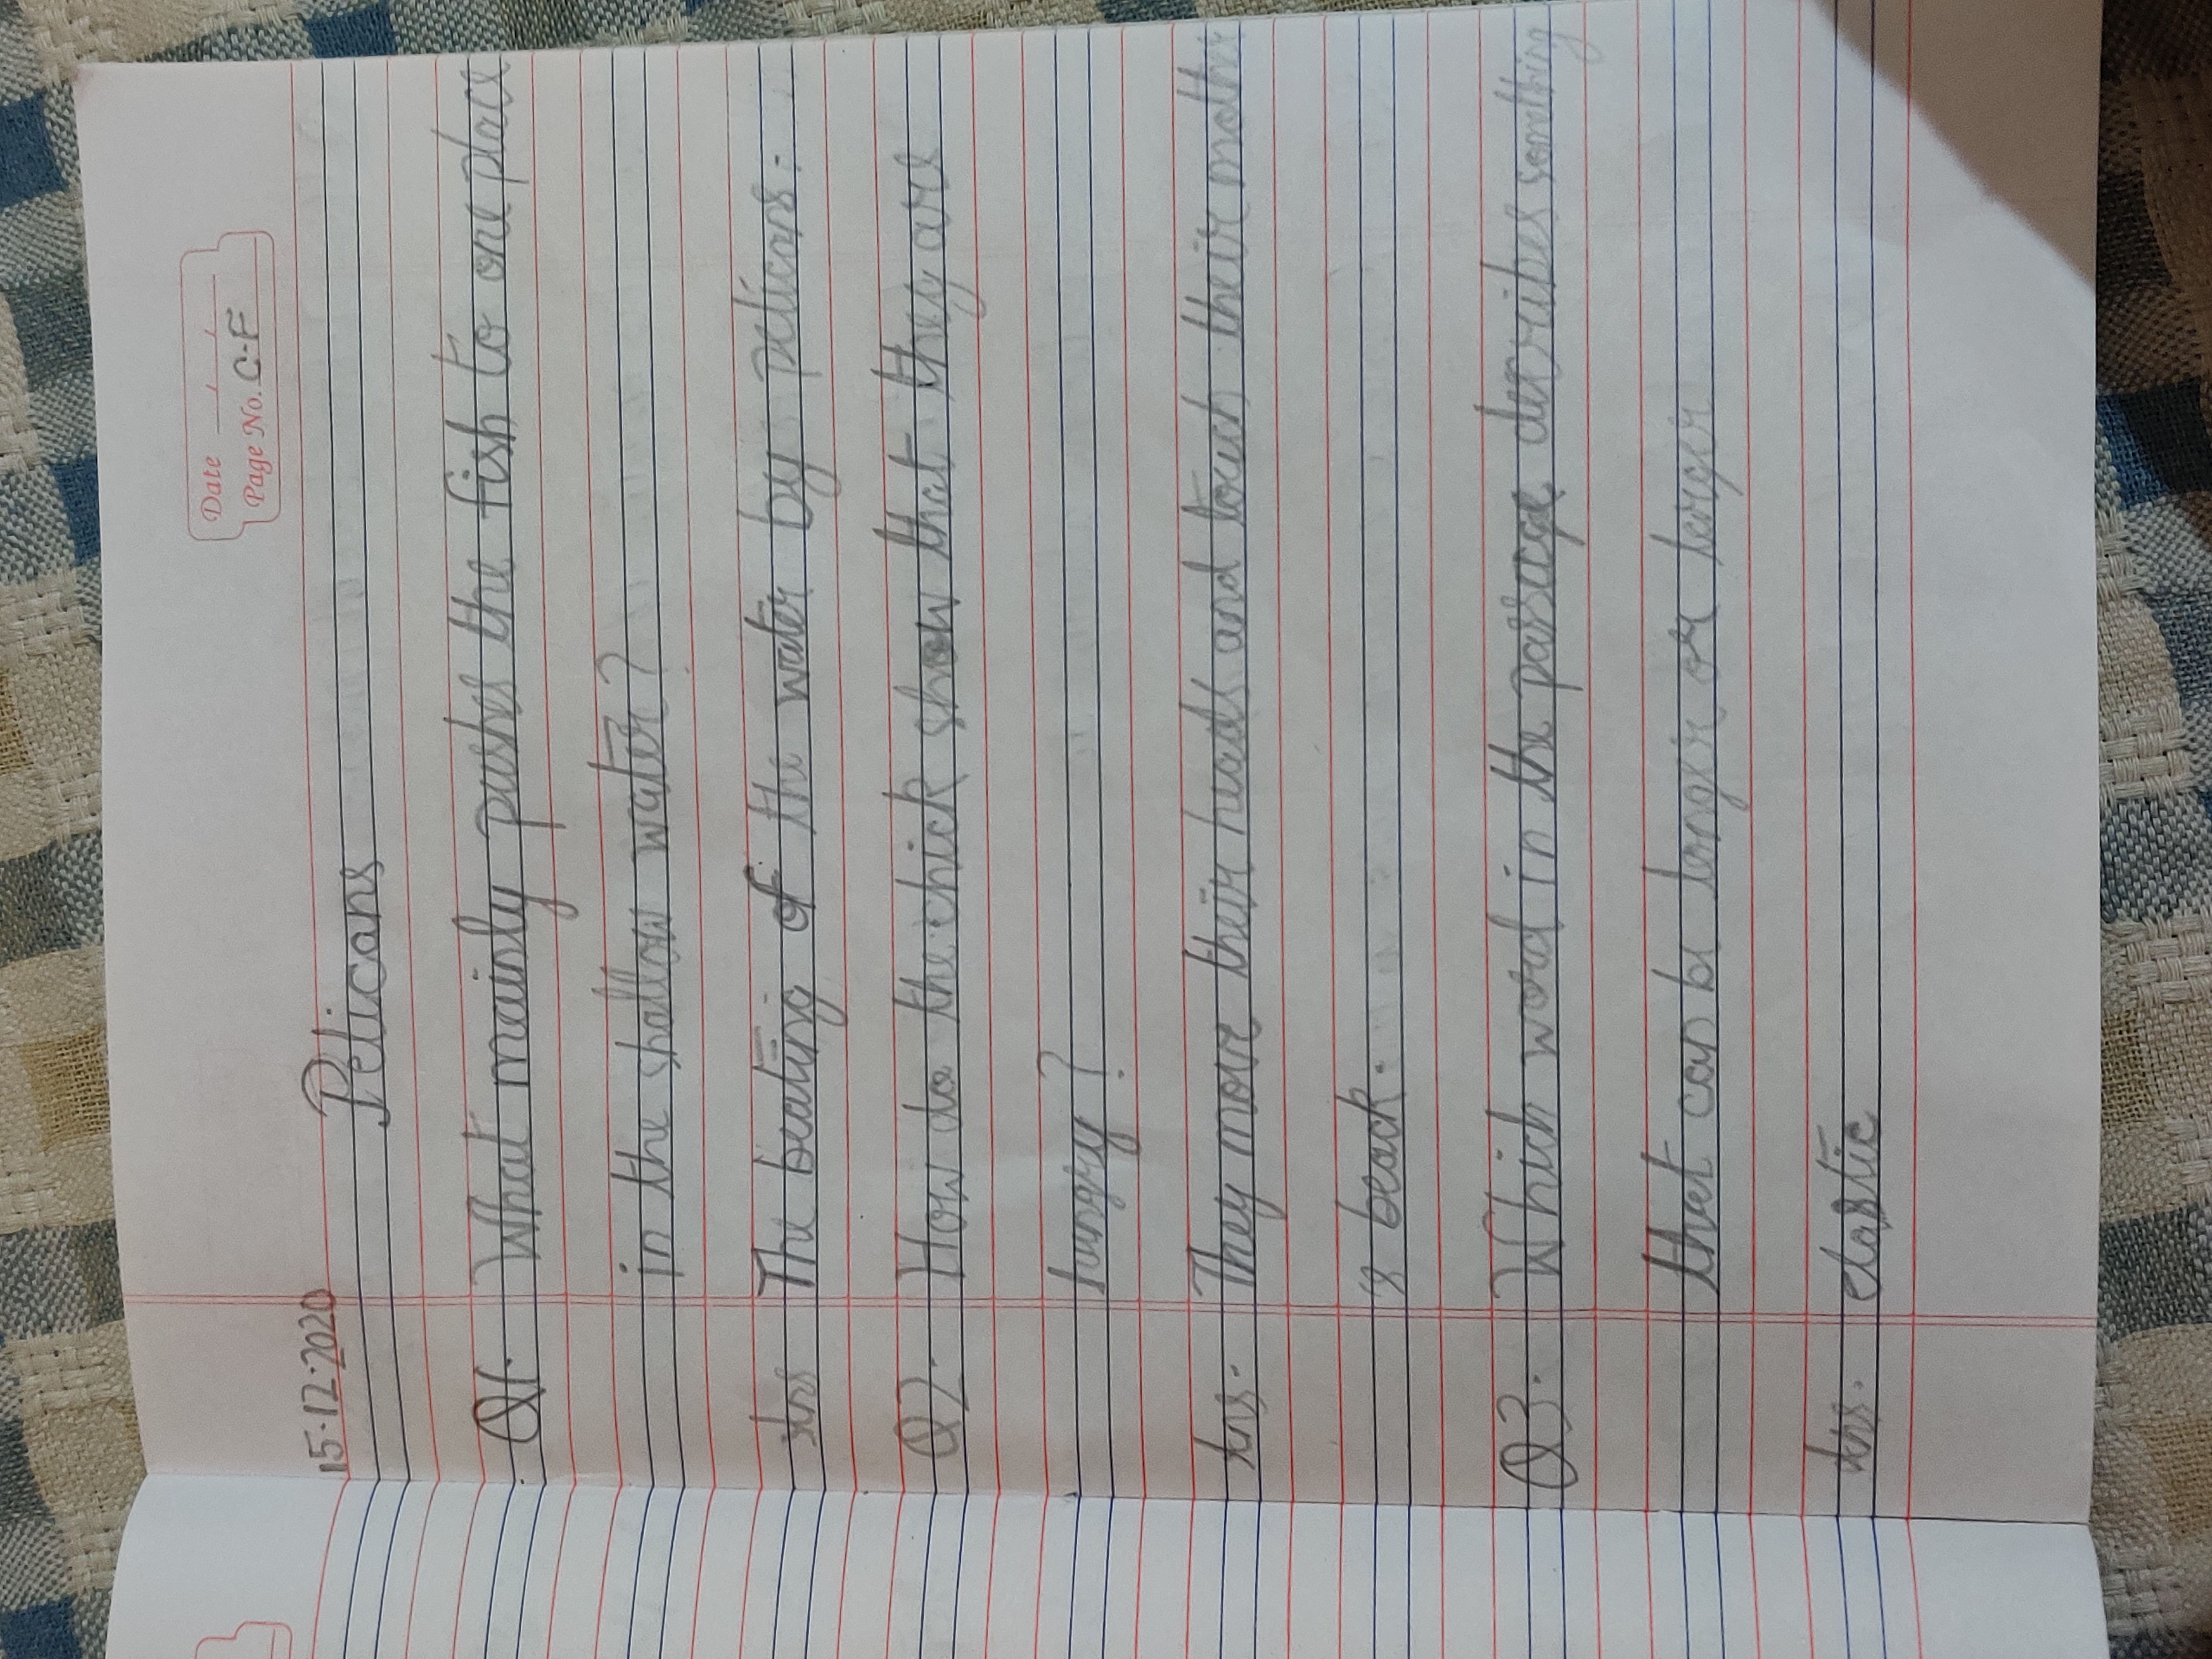 Date / /
Page No. C-F
15.12.2020
Pelicans
Q1. What mainly pushes the fish to one place
in the shallow water?
Ans The beating of the water by pelicans.
Q2. How do the chick show that they are
hungry?
Ans. They move their heads and touch their mother
's beack.
Q3. Which word in the passage describes something
that can be longer or larger
Ans. elastic